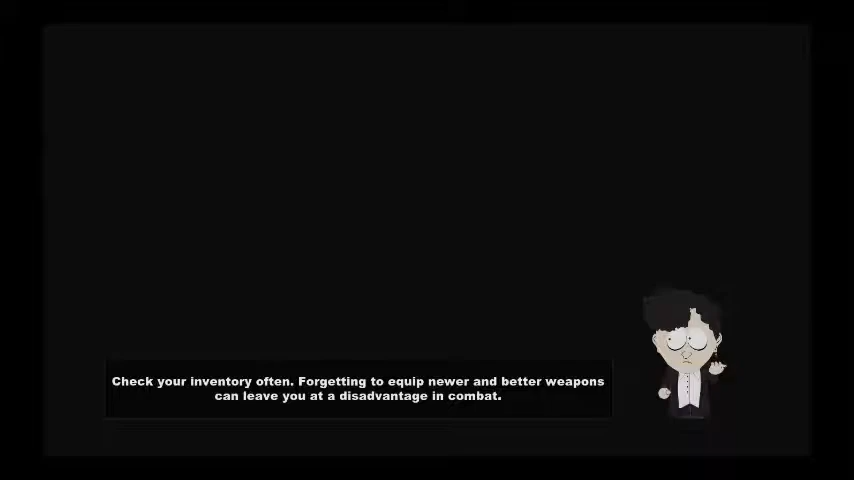 Check your inventory often. Forgetting to equip newer and better weapons
can leave you at a disadvantage in combat.